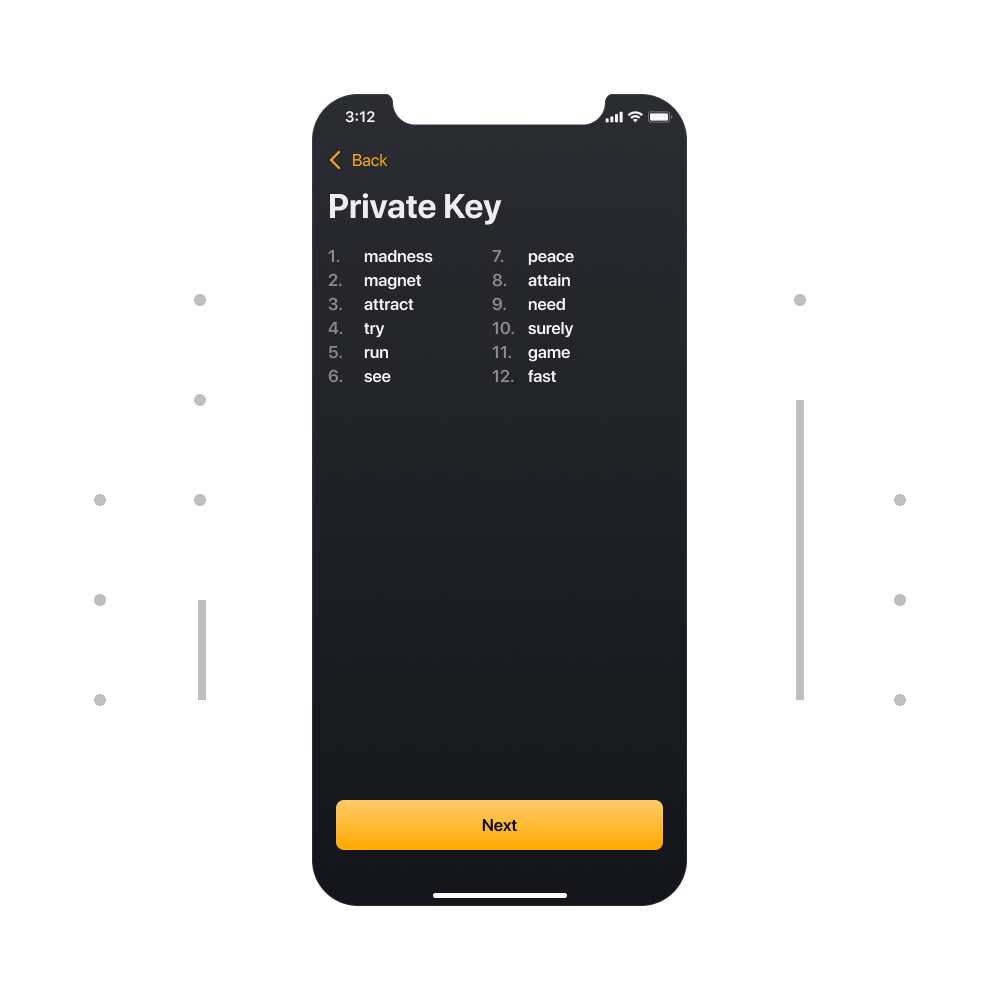 3:12
Back
Private Key
1. madness
2. magnet
3. attract
4. try
5. run
6. see
7. peace
8. attain
9. need
10. surely
11. game
12. fast
Next